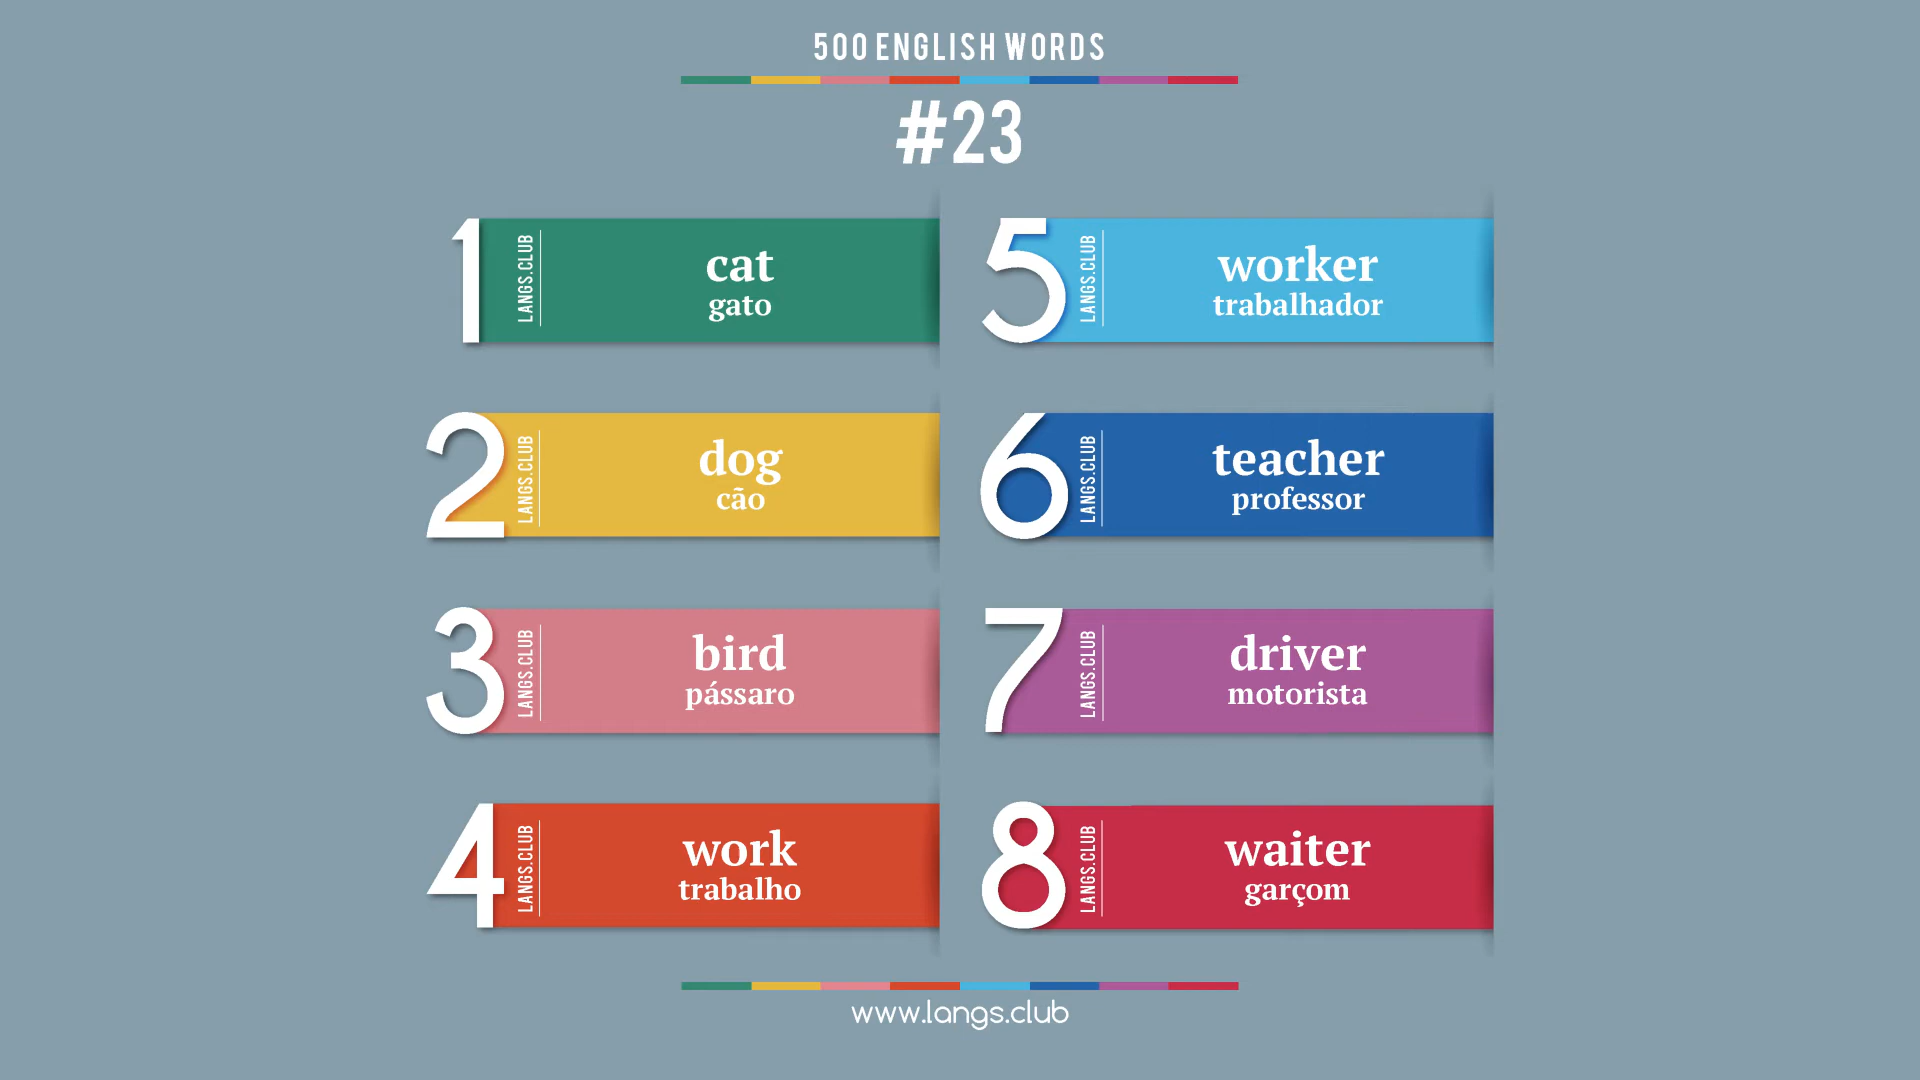 500 ENGLISH WORDS
#23
1
LANGS.CLUB
cat
gato
2
LANGS.CLUB
dog
cão
3
LANGS.CLUB
bird
pássaro
4
LANGS.CLUB
work
trabalho
5
LANGS.CLUB
worker
trabalhador
6
LANGS.CLUB
teacher
professor
7
LANGS.CLUB
driver
motorista
8
LANGS.CLUB
waiter
garçom
www.langs.club